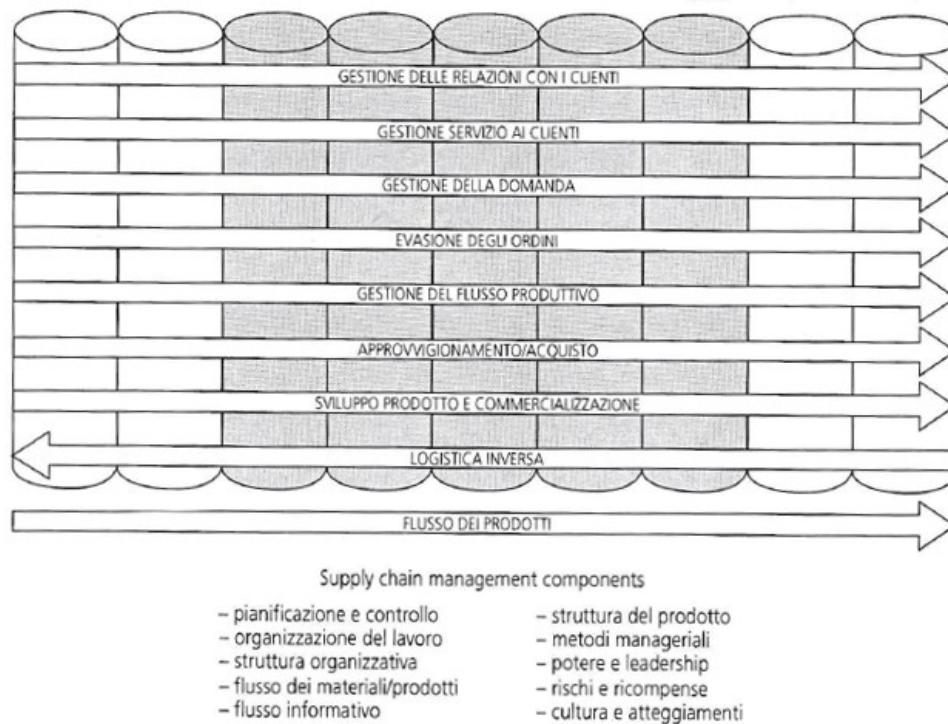 GESTIONE DELLE RELAZIONI CON I CLIENTI
GESTIONE SERVIZIO AI CLIENTI
GESTIONE DELLA DOMANDA
EVASIONE DEGLI ORDINI
GESTIONE DEL FLUSSO PRODUTTIVO
APPROVVIGIONAMENTO/ACQUISTO
SVILUPPO PRODOTTO E COMMERCIALIZZAZIONE
LOGISTICA INVERSA
FLUSSO DEI PRODOTTI
Supply chain management components
– pianificazione e controllo
– organizzazione del lavoro
– struttura organizzativa
– flusso dei materiali/prodotti
– flusso informativo
– struttura del prodotto
– metodi manageriali
– potere e leadership
– rischi e ricompense
– cultura e atteggiamenti